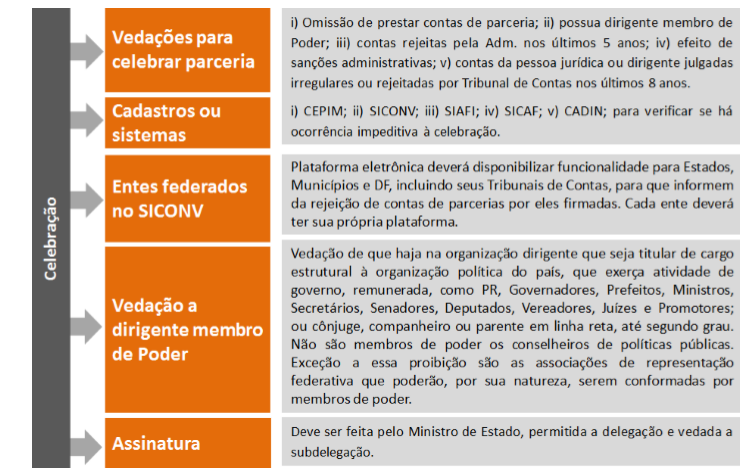 Celebração
Vedações para
celebrar parceria
i) Omissão de prestar contas de parceria; ii) possua dirigente membro de
Poder; iii) contas rejeitas pela Adm. nos últimos 5 anos; iv) efeito de
sanções administrativas; v) contas da pessoa jurídica ou dirigente julgadas
irregulares ou rejeitadas por Tribunal de Contas nos últimos 8 anos.
Cadastros ou
sistemas
i) CEPIM; ii) SICONV; iii) SIAFI; iv) SICAF; v) CADIN; para verificar se há
ocorrência impeditiva à celebração.
Entes federados
no SICONV
Plataforma eletrônica deverá disponibilizar funcionalidade para Estados,
Municípios e DF, incluindo seus Tribunais de Contas, para que informem
da rejeição de contas de parcerias por eles firmadas. Cada ente deverá
ter sua própria plataforma.
Vedação a
dirigente membro
de Poder
Vedação de que haja na organização dirigente que seja titular de cargo
estrutural à organização política do país, que exerça atividade de
governo, remunerada, como PR, Governadores, Prefeitos, Ministros,
Secretários, Senadores, Deputados, Vereadores, Juízes e Promotores;
ou cônjuge, companheiro ou parente em linha reta, até segundo grau.
Não são membros de poder os conselheiros de políticas públicas.
Exceção a essa proibição são as associações de representação
federativa que poderão, por sua natureza, serem conformadas por
membros de poder.
Assinatura
Deve ser feita pelo Ministro de Estado, permitida a delegação e vedada a
subdelegação.